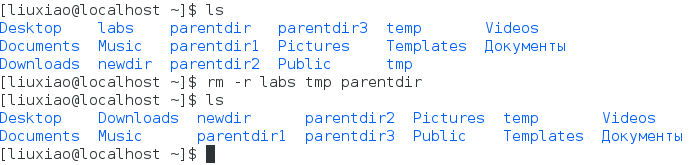 [liuxiao@localhost ~]$ ls
Desktop    labs    parentdir   parentdir3  temp       Videos
Documents  Music   parentdir1  Pictures    Templates  Документы
Downloads  newdir  parentdir2  Public      tmp
[liuxiao@localhost ~]$ rm -r labs tmp parentdir
[liuxiao@localhost ~]$ ls
Desktop    Downloads  newdir      parentdir2  Pictures  temp       Videos
Documents  Music      parentdir1  parentdir3  Public    Templates  Документы
[liuxiao@localhost ~]$